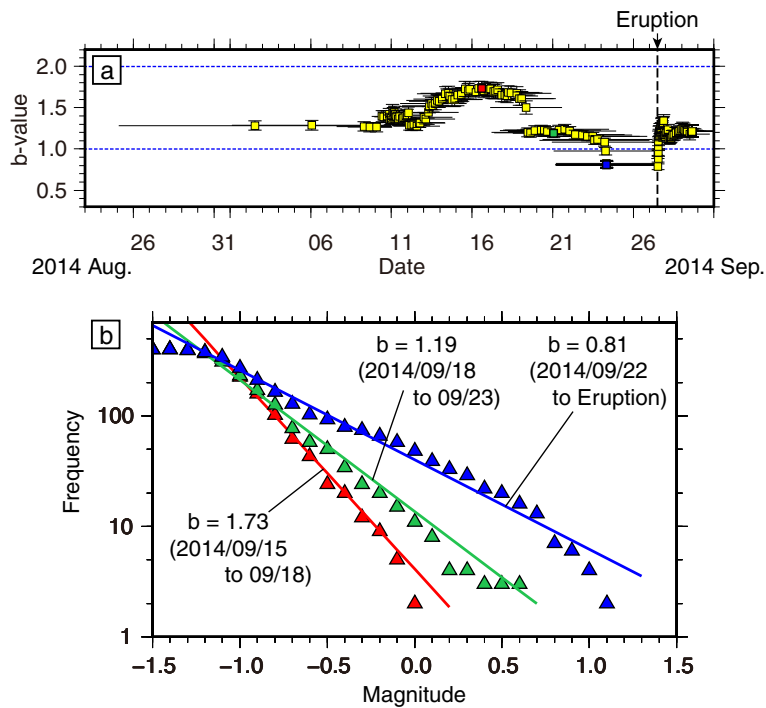 Eruption
a
2.0
1.5
1.0
0.5
b-value
26 31 06 11 16 21 26
2014 Aug. Date 2014 Sep.
b
b = 1.19
(2014/09/18
to 09/23)
b = 0.81
(2014/09/22
to Eruption)
b = 1.73
(2014/09/15
to 09/18)
100
10
1
Frequency
−1.5 −1.0 −0.5 0.0 0.5 1.0 1.5
Magnitude